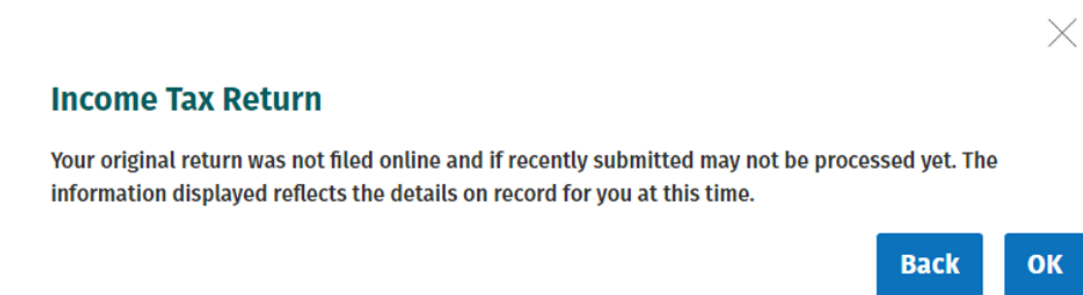 Income Tax Return
Your original return was not filed online and if recently submitted may not be processed yet. The
information displayed reflects the details on record for you at this time.
Back OK